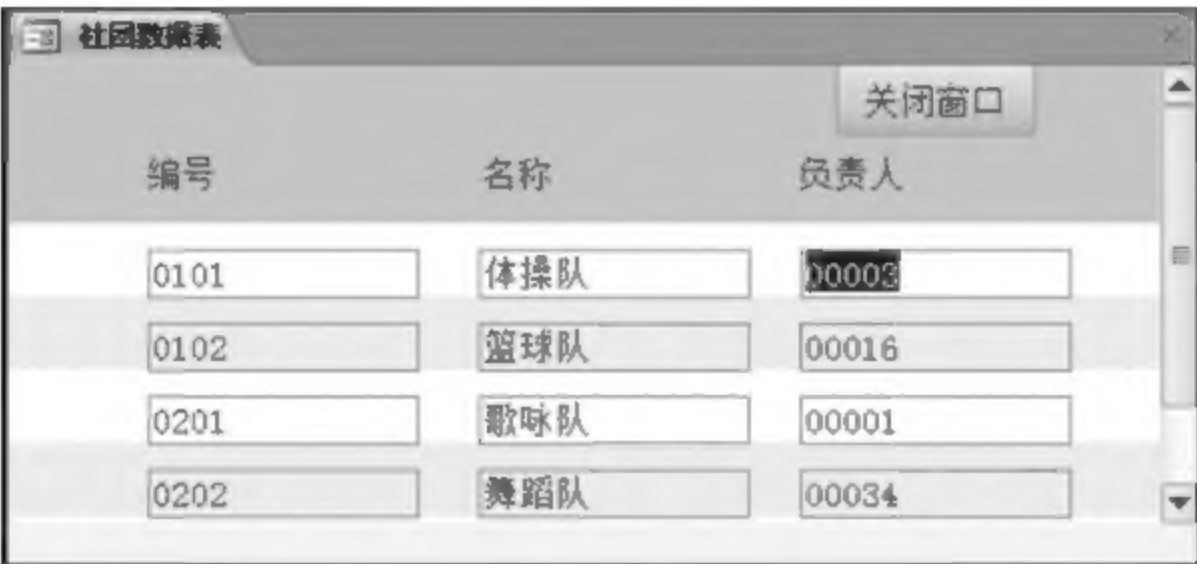 社团数据表
关闭窗口
编号 名称 负责人
0101 体操队 00003
0102 篮球队 00016
0201 歌咏队 00001
0202 舞蹈队 00034